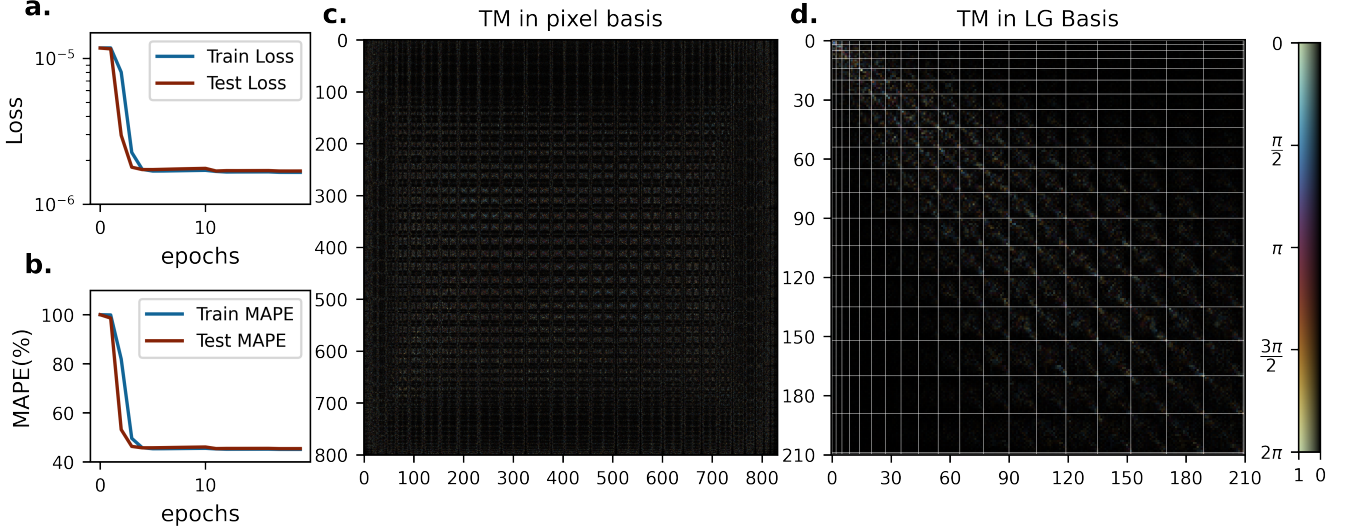 a.
Train Loss
Test Loss
Loss
10⁻⁵
10⁻⁶
0
10
epochs
b.
Train MAPE
Test MAPE
MAPE(%)
100
80
60
40
0
10
epochs
c.
TM in pixel basis
0
100
200
300
400
500
600
700
800
0 100 200 300 400 500 600 700 800
d.
TM in LG Basis
0
30
60
90
120
150
180
210
0 30 60 90 120 150 180 210
0
π/2
π
3π/2
2π
1 0